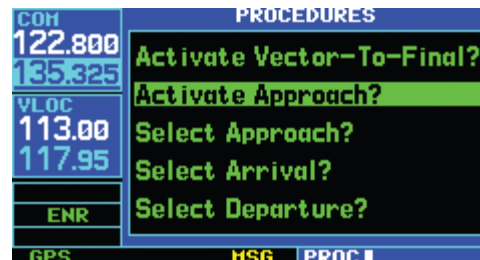 COM
122.800
135.325
VLOC
113.00
117.95
ENR
GPS
PROCEDURES
Activate Vector-To-Final?
Activate Approach?
Select Approach?
Select Arrival?
Select Departure?
MSG PROC